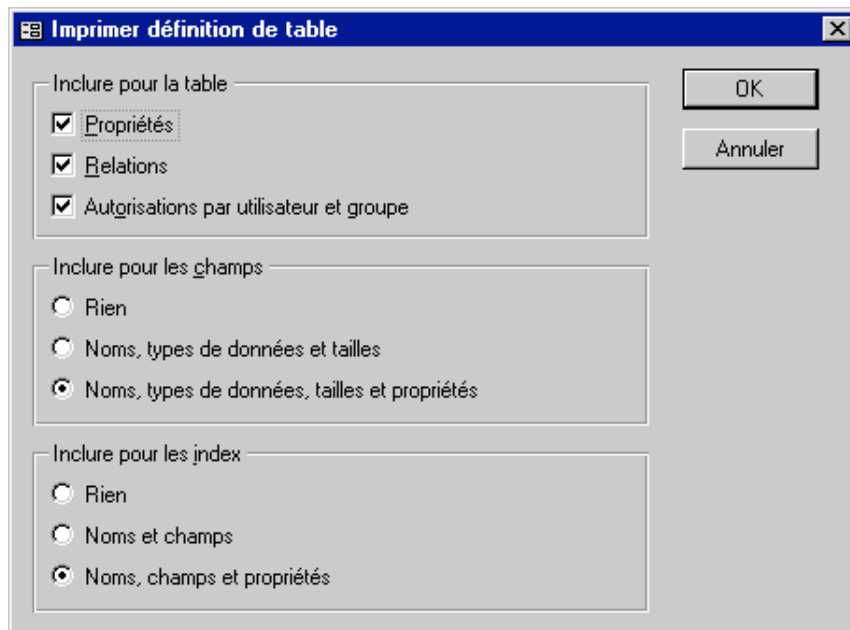 Imprimer définition de table
Inclure pour la table
Propriétés
Relations
Autorisations par utilisateur et groupe
OK
Annuler
Inclure pour les champs
Rien
Noms, types de données et tailles
Noms, types de données, tailles et propriétés
Inclure pour les index
Rien
Noms et champs
Noms, champs et propriétés